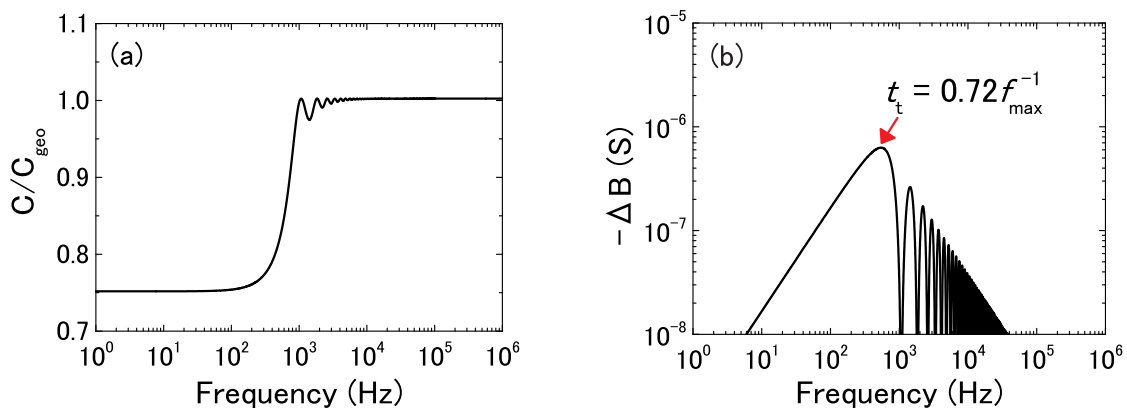 (a)
C/C_geo
1.1
1.0
0.9
0.8
0.7
10^0 10^1 10^2 10^3 10^4 10^5 10^6
Frequency (Hz)
(b)
t_t = 0.72f_max^-1
-ΔB (S)
10^-5
10^-6
10^-7
10^-8
10^0 10^1 10^2 10^3 10^4 10^5 10^6
Frequency (Hz)